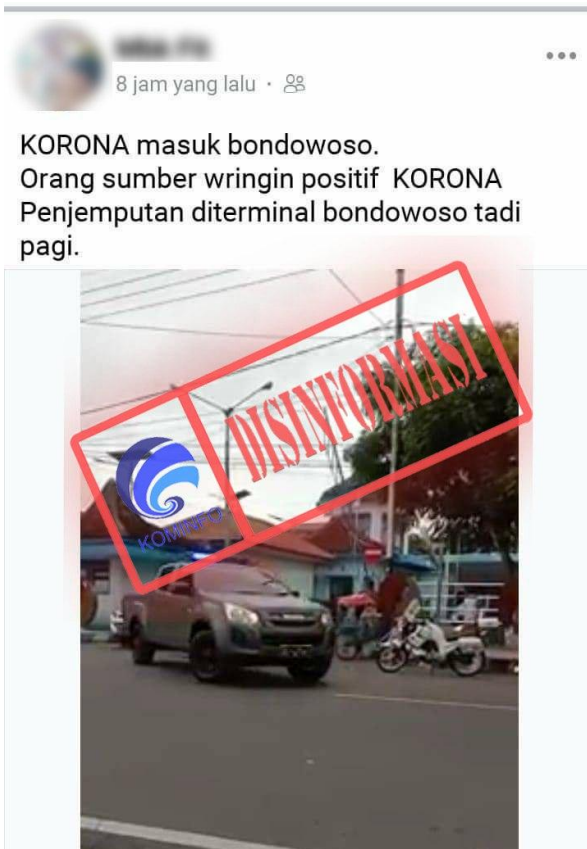 8 jam yang lalu
KORONA masuk bondowoso.
Orang sumber wringin positif KORONA
Penjemputan diterminal bondowoso tadi
pagi.
DISINFORMASI
KOMINFO